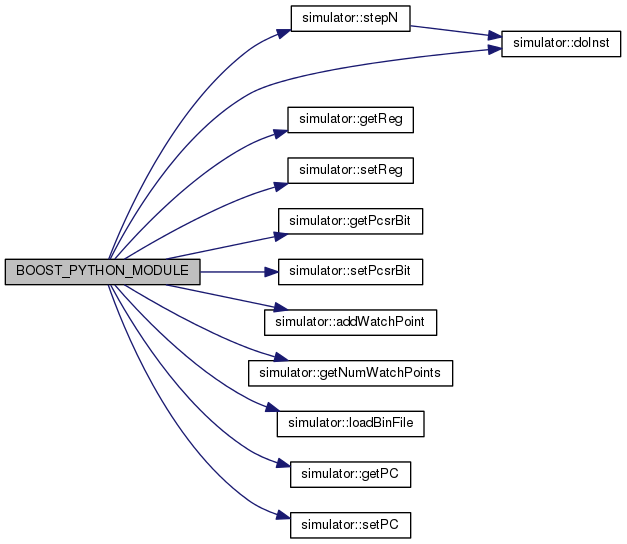 simulator::stepN
simulator::doInst
simulator::getReg
simulator::setReg
simulator::getPcsrBit
BOOST_PYTHON_MODULE
simulator::setPcsrBit
simulator::addWatchPoint
simulator::getNumWatchPoints
simulator::loadBinFile
simulator::getPC
simulator::setPC